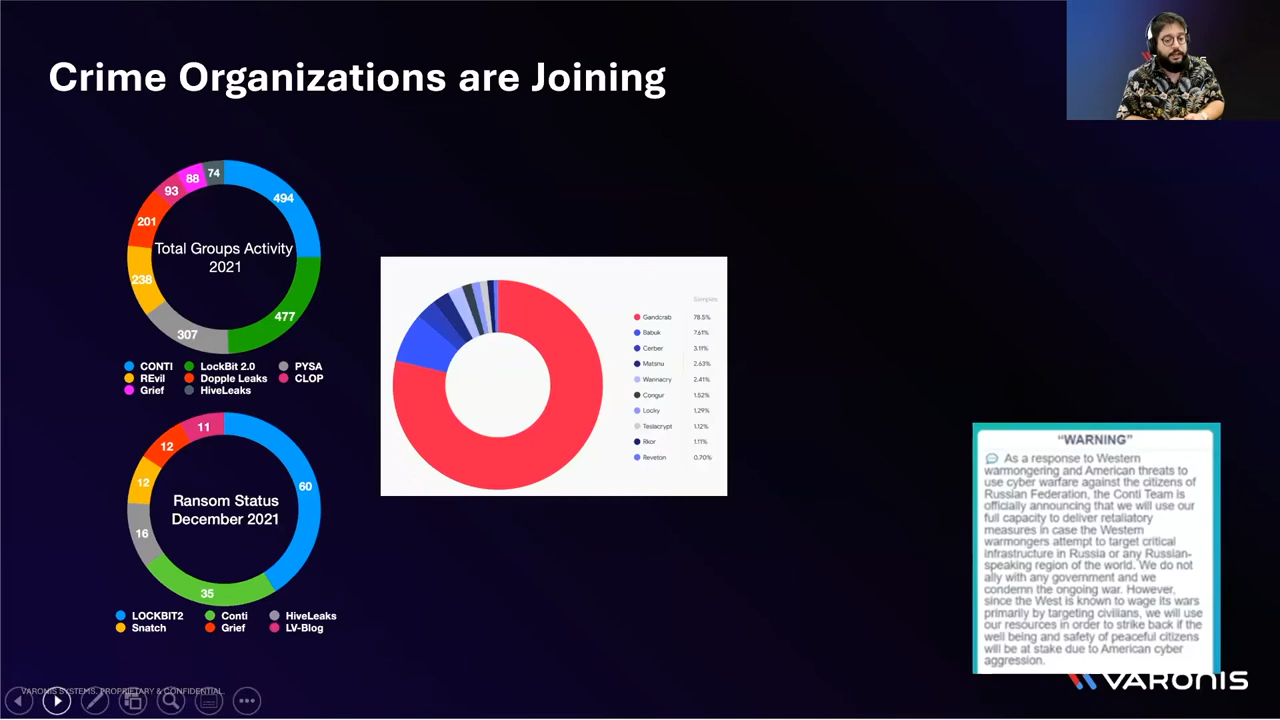 Crime Organizations are Joining
494
477
307
238
201
93
88
74
Total Groups Activity
2021
CONTI
LockBit 2.0
PYSA
REvil
Dopple Leaks
CLOP
Grief
HiveLeaks
60
35
16
12
12
11
Ransom Status
December 2021
LOCKBIT2
Conti
HiveLeaks
Snatch
Grief
LV-Blog
Samples
Gandcrab 78.5%
Babuk 7.61%
Cerber 3.11%
Matsnu 2.63%
Wannacry 2.41%
Congur 1.52%
Locky 1.29%
Teslacrypt 1.12%
Rkor 1.11%
Reveton 0.70%
“WARNING”
As a response to Western
warmongering and American threats to
use cyber warfare against the citizens of
Russian Federation, the Conti Team is
officially announcing that we will use our
full capacity to deliver retaliatory
measures in case the Western
warmongers attempt to target critical
infrastructure in Russia or any Russian-
speaking region of the world. We do not
ally with any government and we
condemn the ongoing war. However,
since the West is known to wage its wars
primarily by targeting civilians, we will use
our resources in order to strike back if the
well being and safety of peaceful citizens
will be at stake due to American cyber
aggression.
VARONIS SYSTEMS. PROPRIETARY & CONFIDENTIAL.
VARONIS